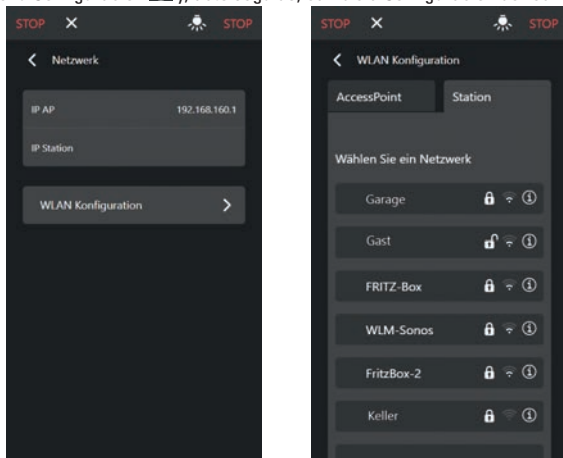 STOP STOP
Netzwerk
IP AP 192.168.160.1
IP Station
WLAN Konfiguration
STOP STOP
WLAN Konfiguration
AccessPoint Station
Wählen Sie ein Netzwerk
Garage
Gast
FRITZ-Box
WLM-Sonos
FritzBox-2
Keller